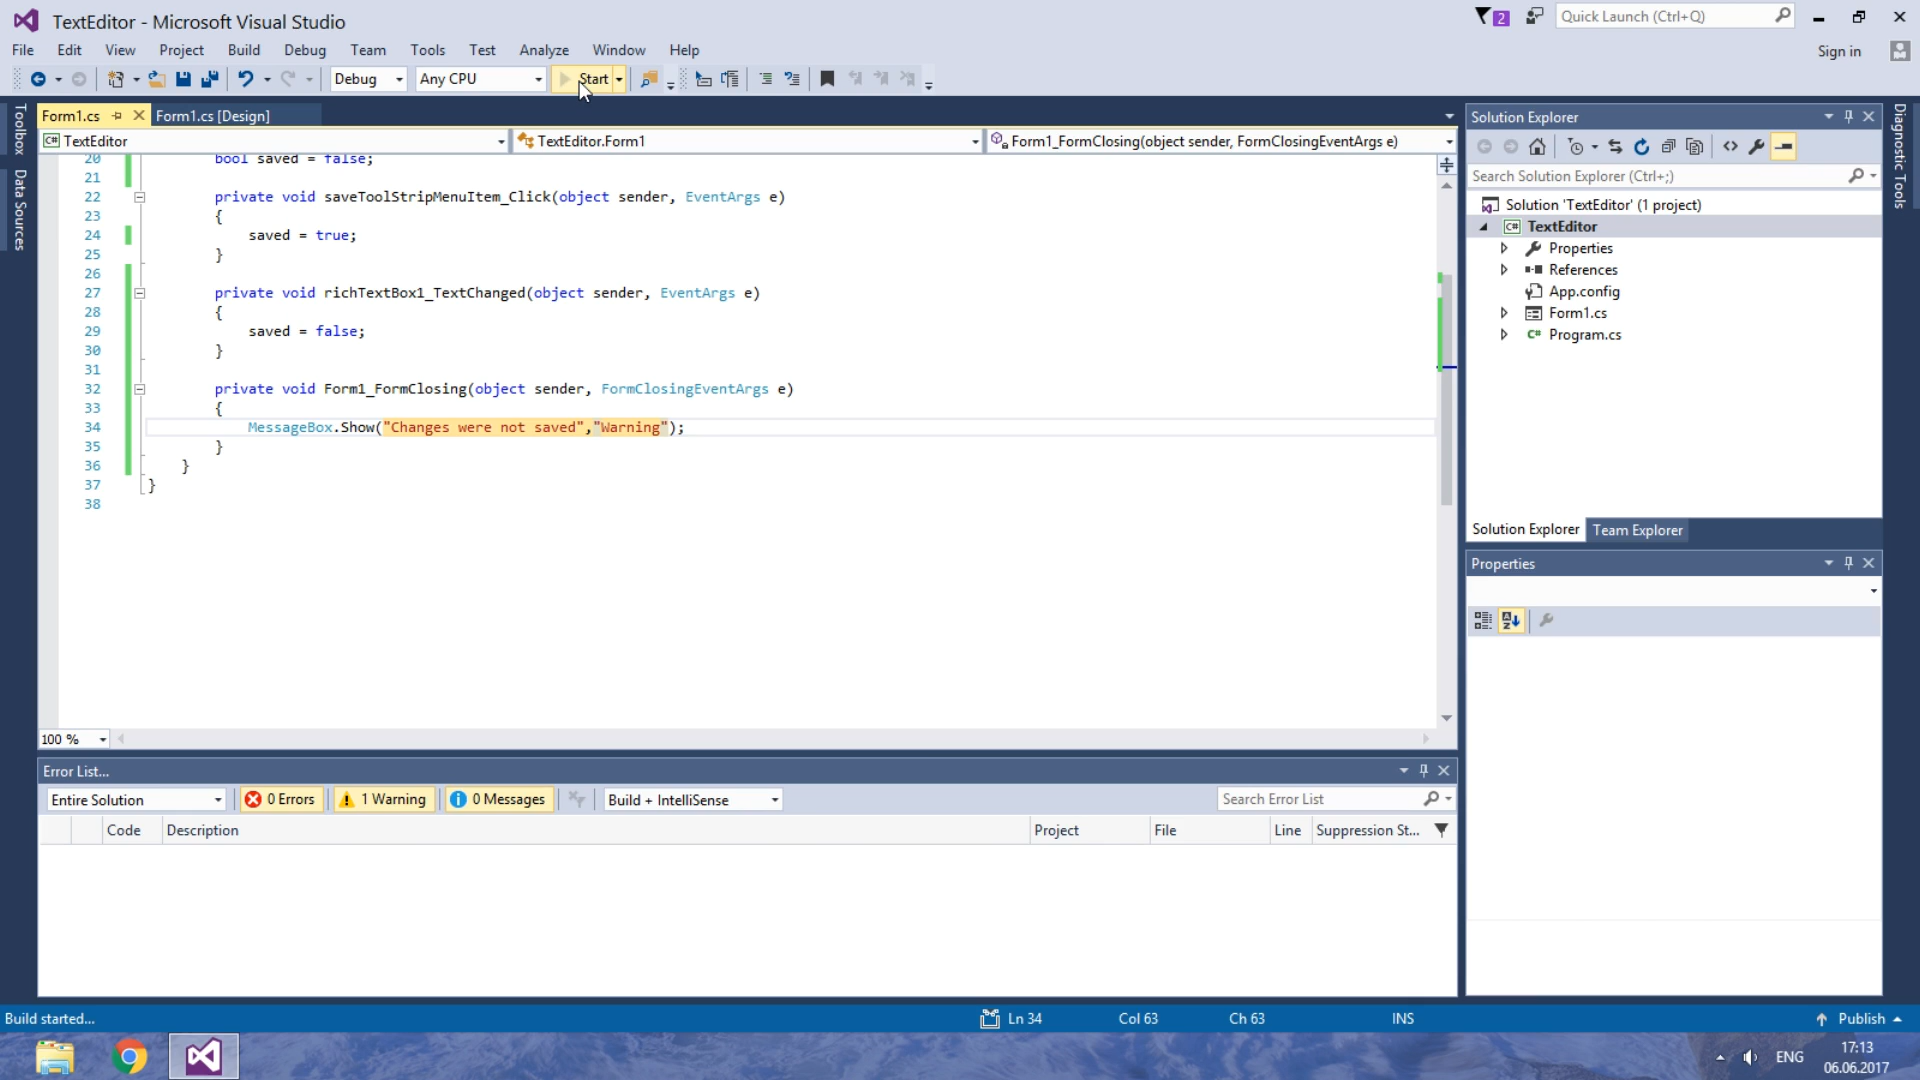 TextEditor - Microsoft Visual Studio
2
Quick Launch (Ctrl+Q)
File Edit View Project Build Debug Team Tools Test Analyze Window Help
Sign in
Debug Any CPU Start
Toolbox
Data Sources
Form1.cs Form1.cs [Design]
C# TextEditor TextEditor.Form1 Form1_FormClosing(object sender, FormClosingEventArgs e)
20 bool saved = false;
21
22 private void saveToolStripMenuItem_Click(object sender, EventArgs e)
23 {
24 saved = true;
25 }
26
27 private void richTextBox1_TextChanged(object sender, EventArgs e)
28 {
29 saved = false;
30 }
31
32 private void Form1_FormClosing(object sender, FormClosingEventArgs e)
33 {
34 MessageBox.Show("Changes were not saved","Warning");
35 }
36 }
37 }
38
100 %
Error List...
Entire Solution 0 Errors 1 Warning 0 Messages Build + IntelliSense Search Error List
Code Description Project File Line Suppression St...
Solution Explorer
Search Solution Explorer (Ctrl+;)
Solution 'TextEditor' (1 project)
C# TextEditor
Properties
References
App.config
Form1.cs
C# Program.cs
Solution Explorer Team Explorer
Properties
Diagnostic Tools
Build started... Ln 34 Col 63 Ch 63 INS Publish
ENG
17:13
06.06.2017